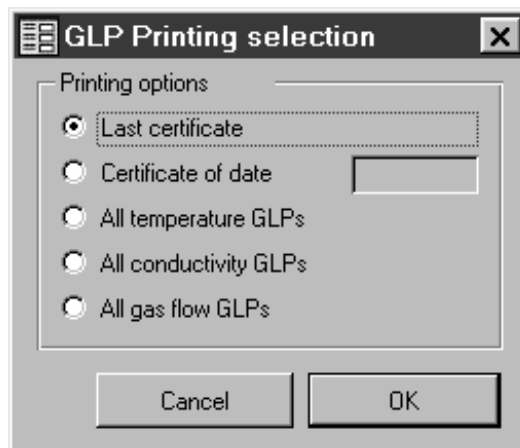 GLP Printing selection
Printing options
Last certificate
Certificate of date
All temperature GLPs
All conductivity GLPs
All gas flow GLPs
Cancel OK